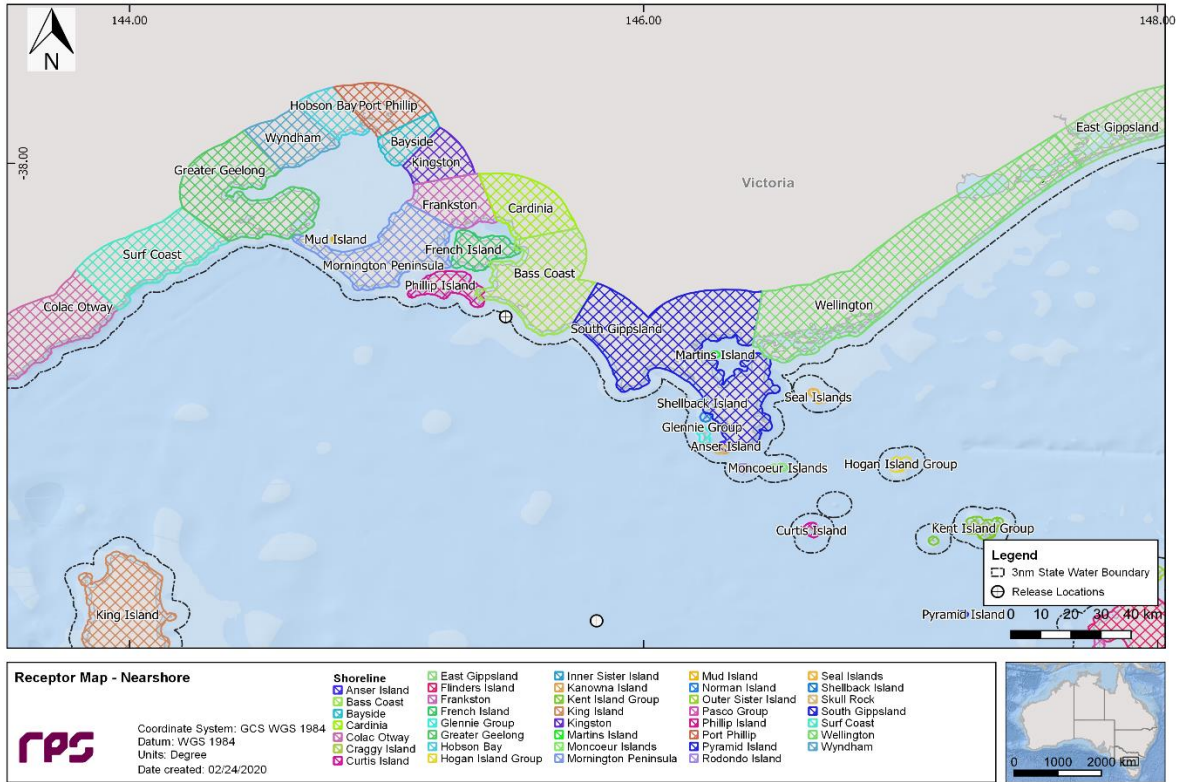 144.00
146.00
148.00
N
-38.00
Hobson Bay
Port Phillip
Wyndham
Bayside
Kingston
Greater Geelong
Frankston
Cardinia
Victoria
East Gippsland
Mud Island
Surf Coast
French Island
Mornington Peninsula
Bass Coast
Phillip Island
Colac Otway
South Gippsland
Wellington
Martins Island
Seal Islands
Shellback Island
Glennie Group
Anser Island
Moncoeur Islands
Hogan Island Group
Curtis Island
Kent Island Group
King Island
Pyramid Island
Legend
3nm State Water Boundary
Release Locations
0 10 20 30 40 km
Receptor Map - Nearshore
rps
Coordinate System: GCS WGS 1984
Datum: WGS 1984
Units: Degree
Date created: 02/24/2020
Shoreline
Anser Island
Bass Coast
Bayside
Cardinia
Colac Otway
Craggy Island
Curtis Island
East Gippsland
Flinders Island
Frankston
French Island
Glennie Group
Greater Geelong
Hobson Bay
Hogan Island Group
Inner Sister Island
Kanowna Island
Kent Island Group
King Island
Kingston
Martins Island
Moncoeur Islands
Mornington Peninsula
Mud Island
Norman Island
Outer Sister Island
Pasco Group
Phillip Island
Port Phillip
Pyramid Island
Rodondo Island
Seal Islands
Shellback Island
Skull Rock
South Gippsland
Surf Coast
Wellington
Wyndham
0 1000 2000 km